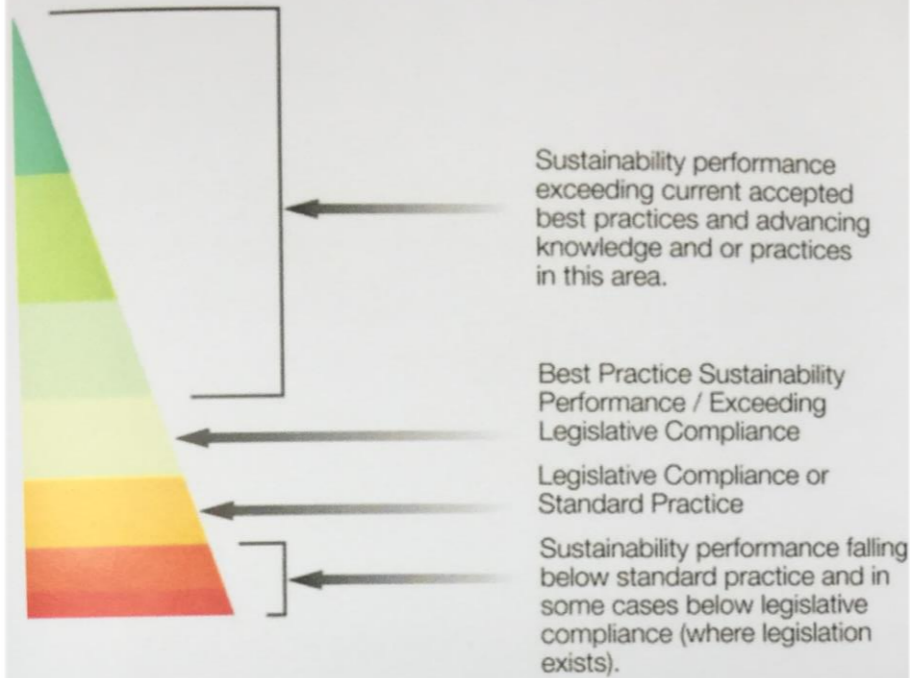 Sustainability performance
exceeding current accepted
best practices and advancing
knowledge and or practices
in this area.
Best Practice Sustainability
Performance / Exceeding
Legislative Compliance
Legislative Compliance or
Standard Practice
Sustainability performance falling
below standard practice and in
some cases below legislative
compliance (where legislation
exists).